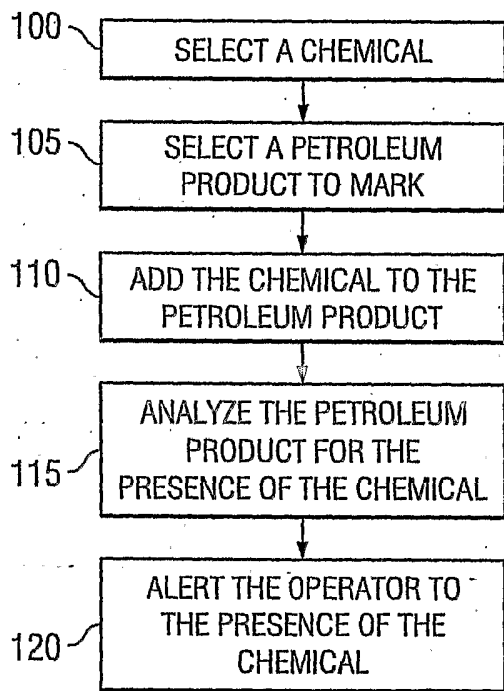 100
SELECT A CHEMICAL
105
SELECT A PETROLEUM
PRODUCT TO MARK
110
ADD THE CHEMICAL TO THE
PETROLEUM PRODUCT
115
ANALYZE THE PETROLEUM
PRODUCT FOR THE
PRESENCE OF THE CHEMICAL
120
ALERT THE OPERATOR TO
THE PRESENCE OF THE
CHEMICAL